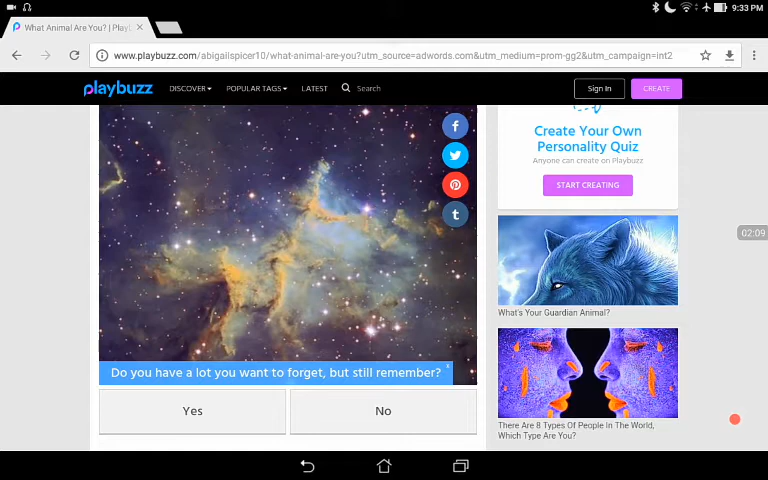 9:33 PM
What Animal Are You? | Play
www.playbuzz.com/abigailspicer10/what-animal-are-you?utm_source=adwords.com&utm_medium=prom-gg2&utm_campaign=int2
playbuzz
DISCOVER
POPULAR TAGS
LATEST
Search
Sign In
CREATE
Create Your Own
Personality Quiz
Anyone can create on Playbuzz
START CREATING
02:09
What's Your Guardian Animal?
Do you have a lot you want to forget, but still remember?
Yes
No
There Are 8 Types Of People In The World,
Which Type Are You?